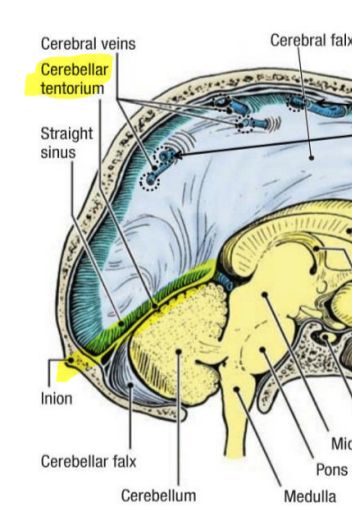 Cerebral veins
Cerebral falx
Cerebellar
tentorium
Straight
sinus
Inion
Cerebellar falx
Cerebellum
Pons
Medulla